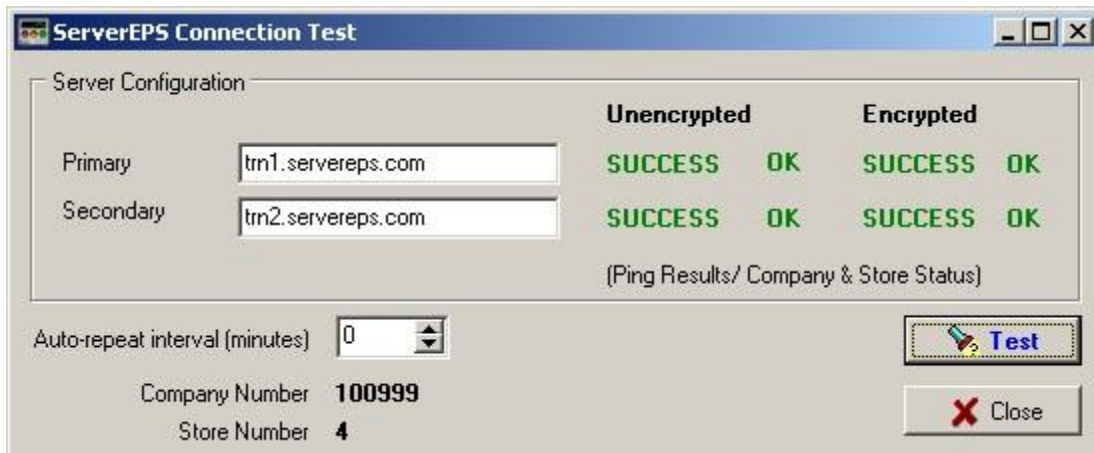 ServerEPS Connection Test
Server Configuration
Unencrypted Encrypted
Primary trn1.servereps.com SUCCESS OK SUCCESS OK
Secondary trn2.servereps.com SUCCESS OK SUCCESS OK
(Ping Results/ Company & Store Status)
Auto-repeat interval (minutes) 0 Test
Company Number 100999
Store Number 4 Close